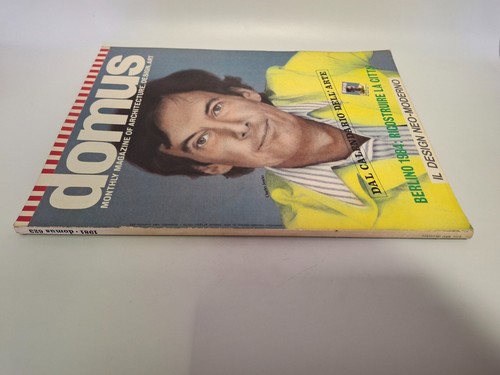 domus
MONTHLY MAGAZINE OF ARCHITECTURE DESIGN ART
DAL CALENDARIO DELL'ARTE
BERLINO 1984: RICOSTRUIRE LA CITTÀ
IL DESIGN NEO-MODERNO
1981 - domus 623